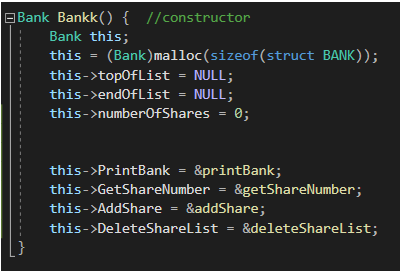 Bank Bankk() {  //constructor
Bank this;
this = (Bank)malloc(sizeof(struct BANK));
this->topOfList = NULL;
this->endOfList = NULL;
this->numberOfShares = 0;
this->PrintBank = &printBank;
this->GetShareNumber = &getShareNumber;
this->AddShare = &addShare;
this->DeleteShareList = &deleteShareList;
}